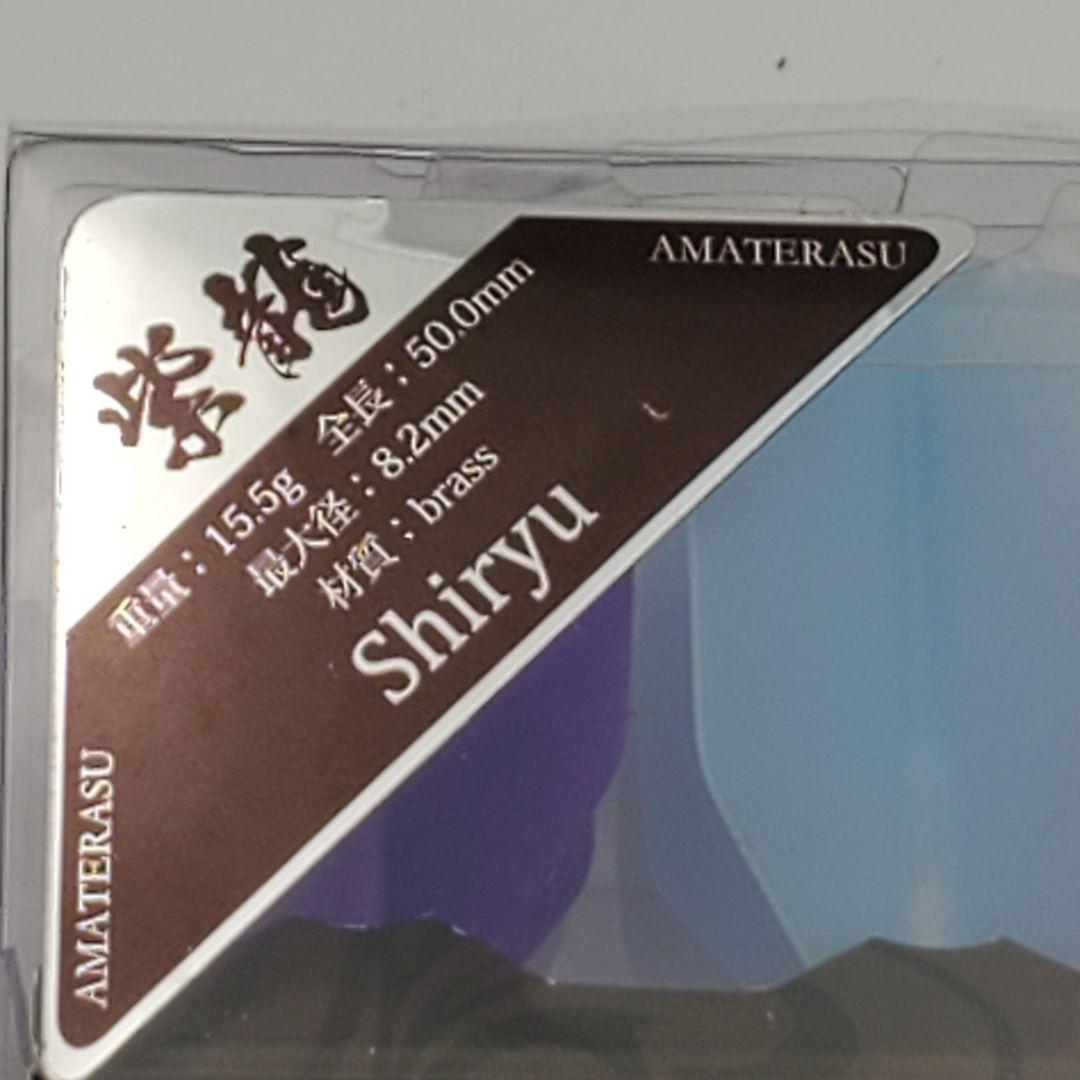 紫龍
AMATERASU
重量：15.5g 全長：50.0mm
最大径：8.2mm
材質：brass
Shiryu
AMATERASU